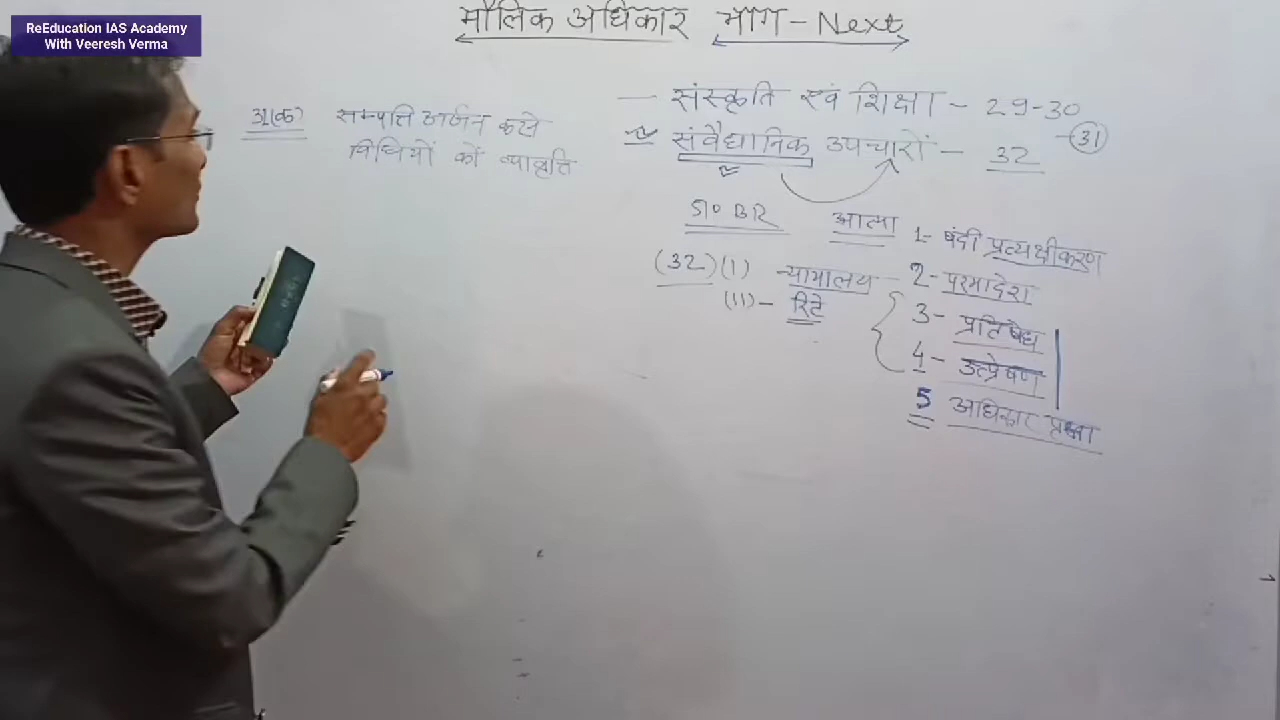 ReEducation IAS Academy
With Veeresh Verma
मौलिक अधिकार भाग - Next
31(क) सम्पत्ति अर्जन करने
विधियों कों व्यावृत्ति
— संस्कृति एवं शिक्षा - 29-30
संवैधानिक उपचारों - 32
- 31
डा० BR आत्मा
(32) (1) न्यायालय
(11) - रिटे
1- बंदी प्रत्यक्षीकरण
2- परमादेश
3- प्रतिषेध
4- उत्प्रेषण
5 अधिकार पृच्छा